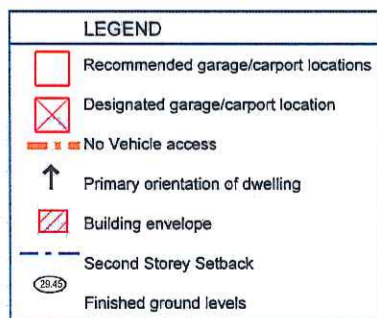 LEGEND
Recommended garage/carport locations
Designated garage/carport location
No Vehicle access
Primary orientation of dwelling
Building envelope
Second Storey Setback
29.45
Finished ground levels